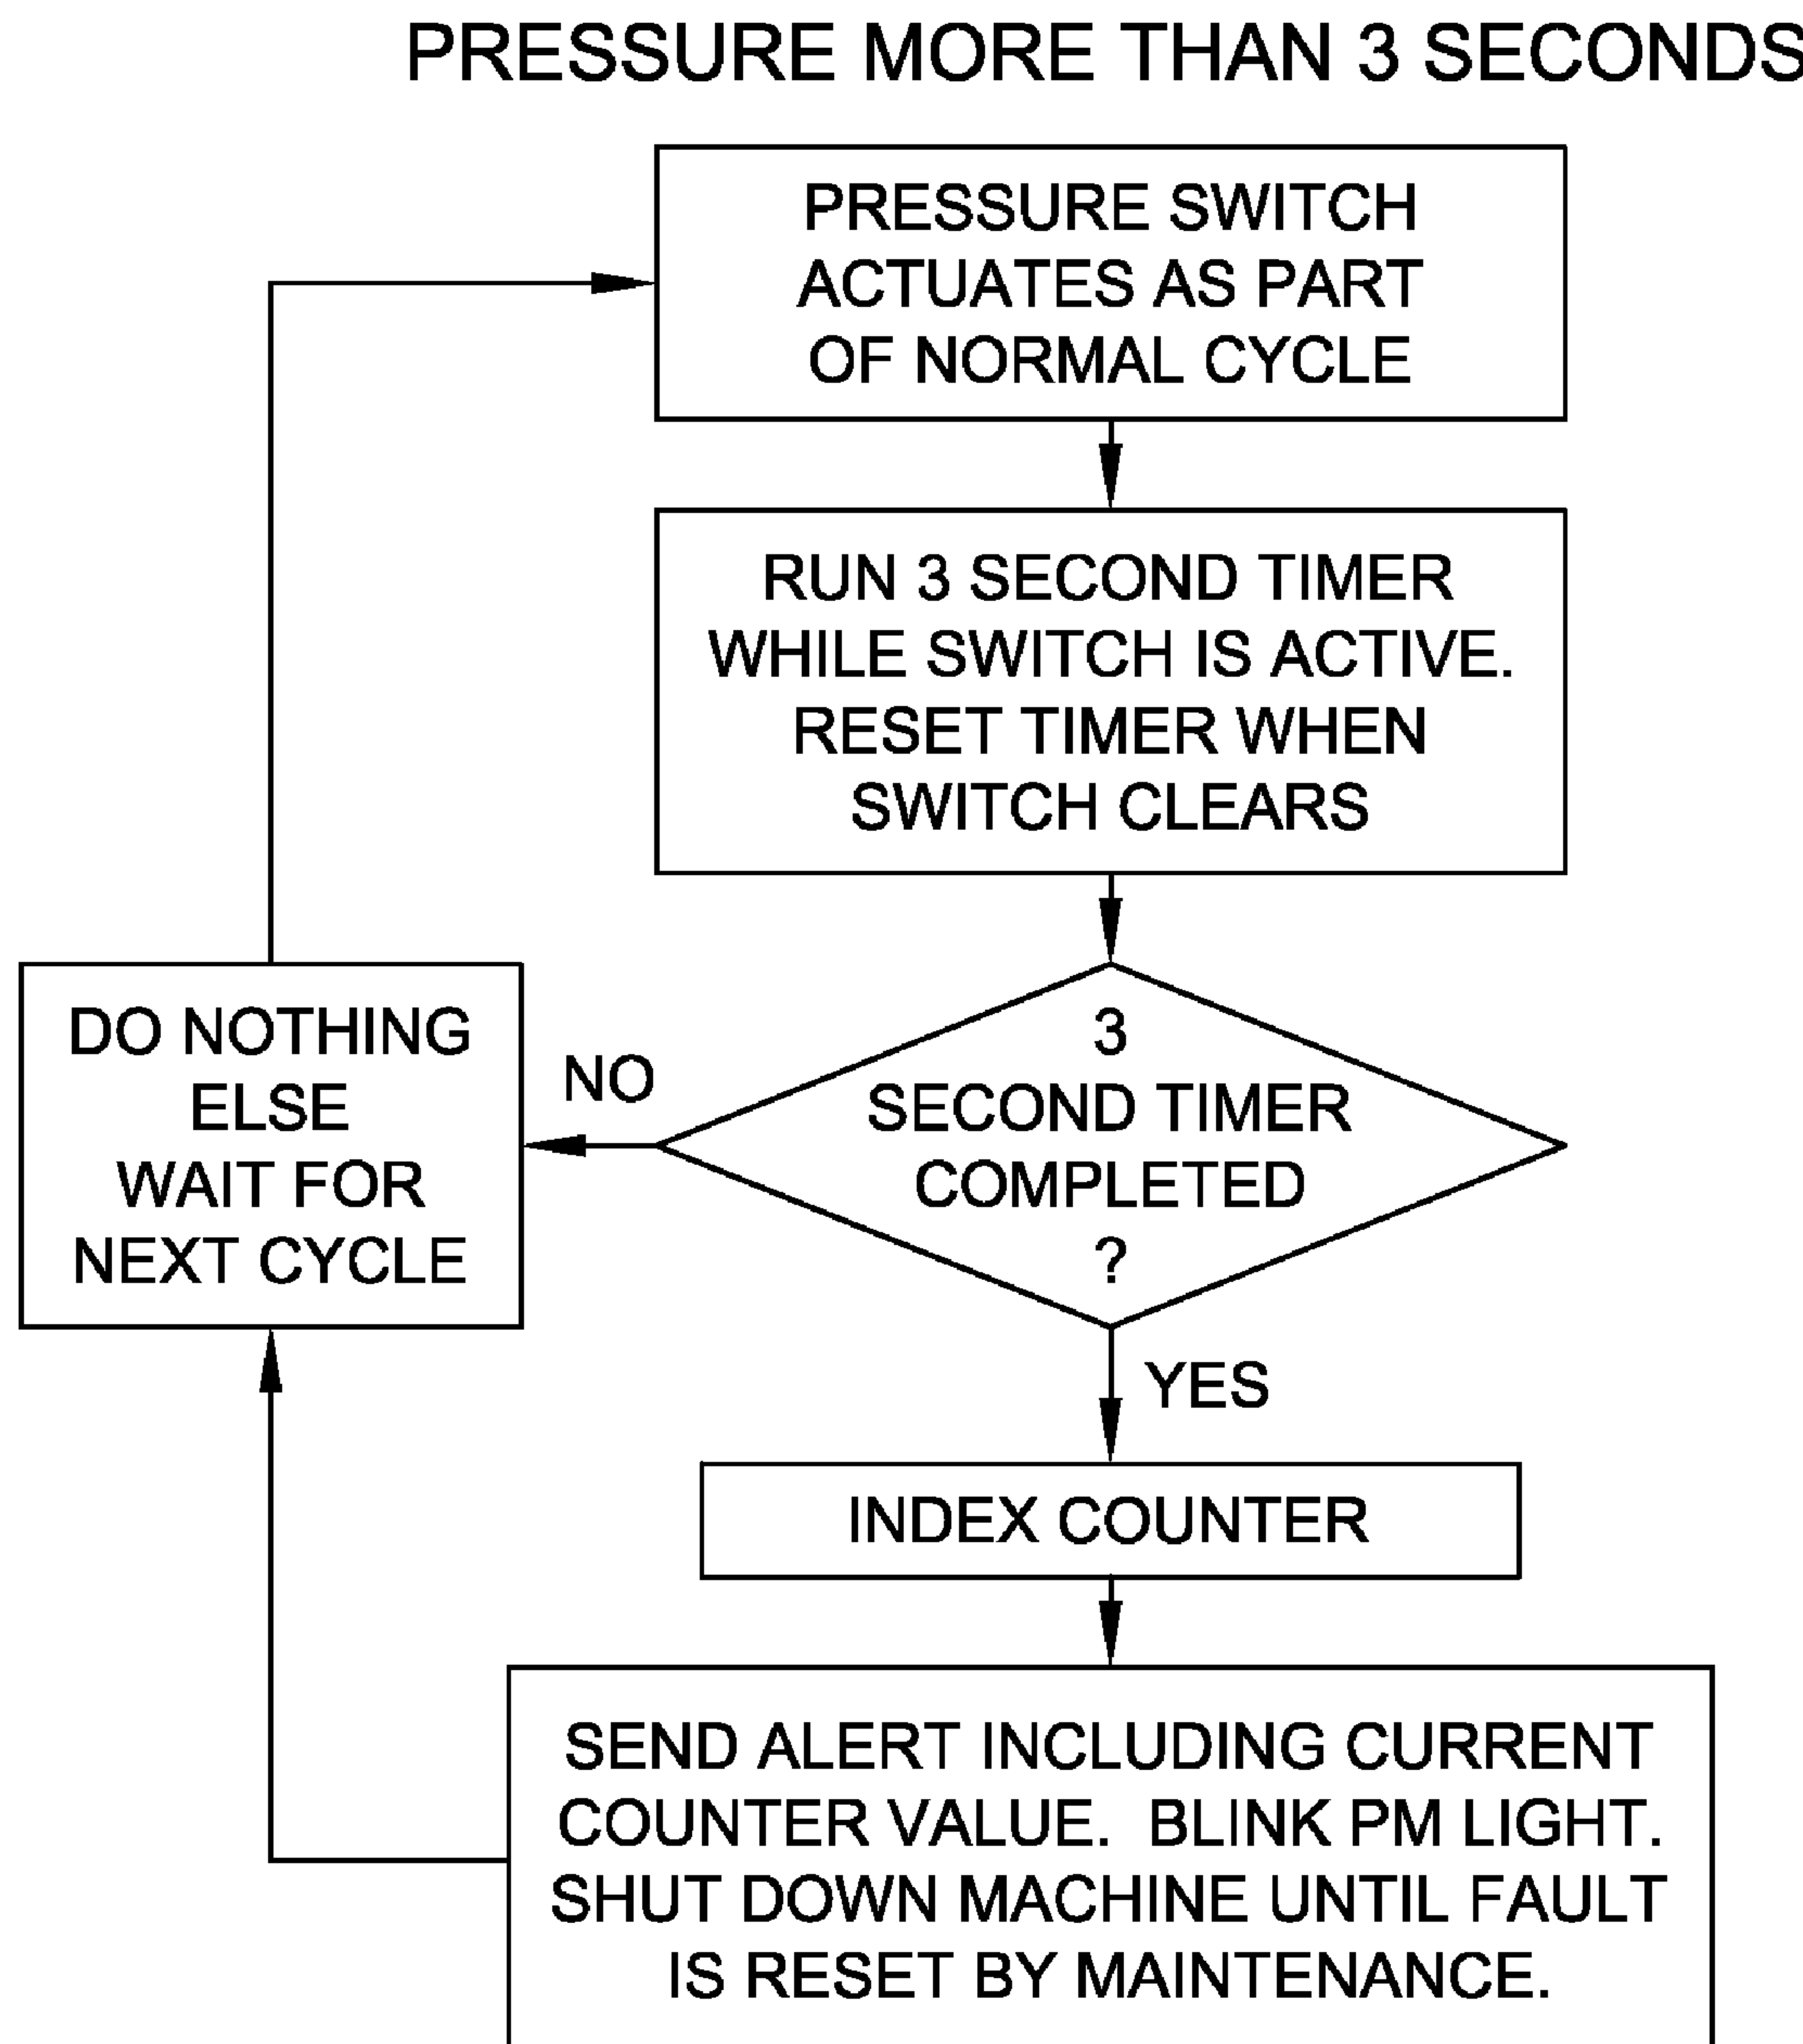 PRESSURE MORE THAN 3 SECONDS
PRESSURE SWITCH
ACTUATES AS PART
OF NORMAL CYCLE
RUN 3 SECOND TIMER
WHILE SWITCH IS ACTIVE.
RESET TIMER WHEN
SWITCH CLEARS
3
SECOND TIMER
COMPLETED
?
NO
DO NOTHING
ELSE
WAIT FOR
NEXT CYCLE
YES
INDEX COUNTER
SEND ALERT INCLUDING CURRENT
COUNTER VALUE. BLINK PM LIGHT.
SHUT DOWN MACHINE UNTIL FAULT
IS RESET BY MAINTENANCE.